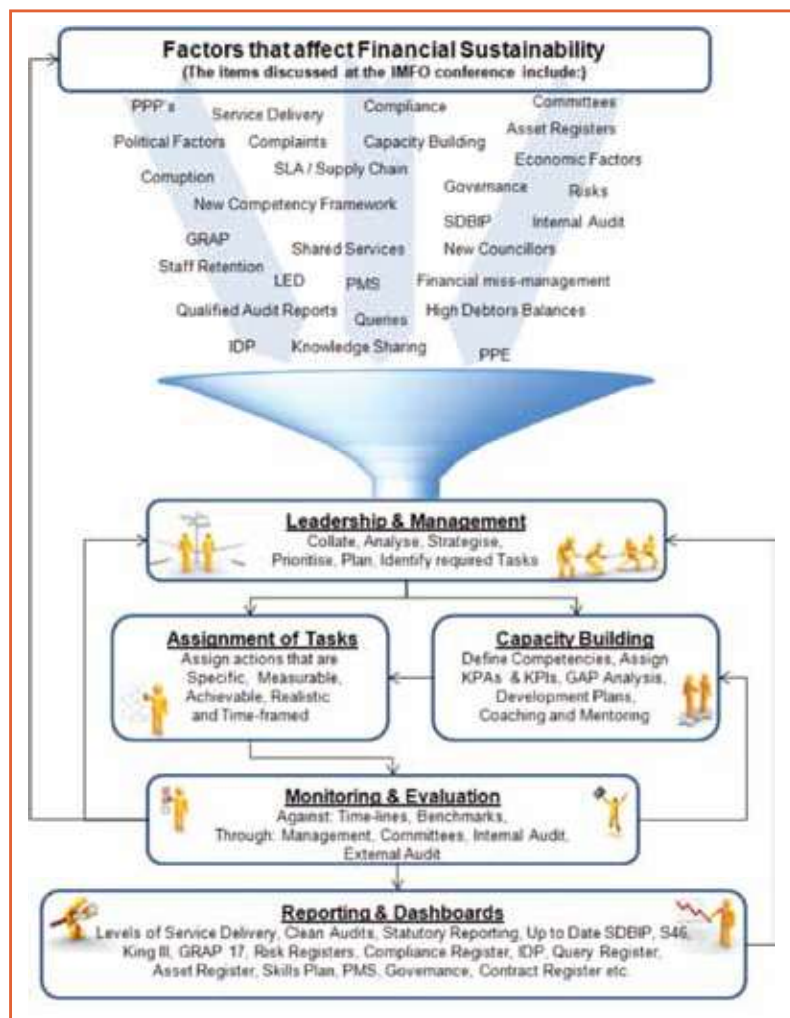 Factors that affect Financial Sustainability
(The items discussed at the IMFO conference include:)
PPP's
Service Delivery
Compliance
Committees
Political Factors
Complaints
Capacity Building
Asset Registers
Corruption
SLA / Supply Chain
Economic Factors
New Competency Framework
Governance
Risks
SDBIP
Internal Audit
GRAP
Shared Services
New Councillors
Staff Retention
LED
PMS
Financial miss-management
Qualified Audit Reports
Queries
High Debtors Balances
IDP
Knowledge Sharing
PPE
Leadership & Management
Collate, Analyse, Strategise,
Prioritise, Plan, Identify required Tasks
Assignment of Tasks
Assign actions that are
Specific, Measurable,
Achievable, Realistic
and Time-framed
Capacity Building
Define Competencies, Assign
KPAs & KPIs, GAP Analysis,
Development Plans,
Coaching and Mentoring
Monitoring & Evaluation
Against: Time-lines, Benchmarks,
Through: Management, Committees, Internal Audit,
External Audit
Reporting & Dashboards
Levels of Service Delivery, Clean Audits, Statutory Reporting, Up to Date SDBIP, S46,
King III, GRAP 17, Risk Registers, Compliance Register, IDP, Query Register,
Asset Register, Skills Plan, PMS, Governance, Contract Register etc.